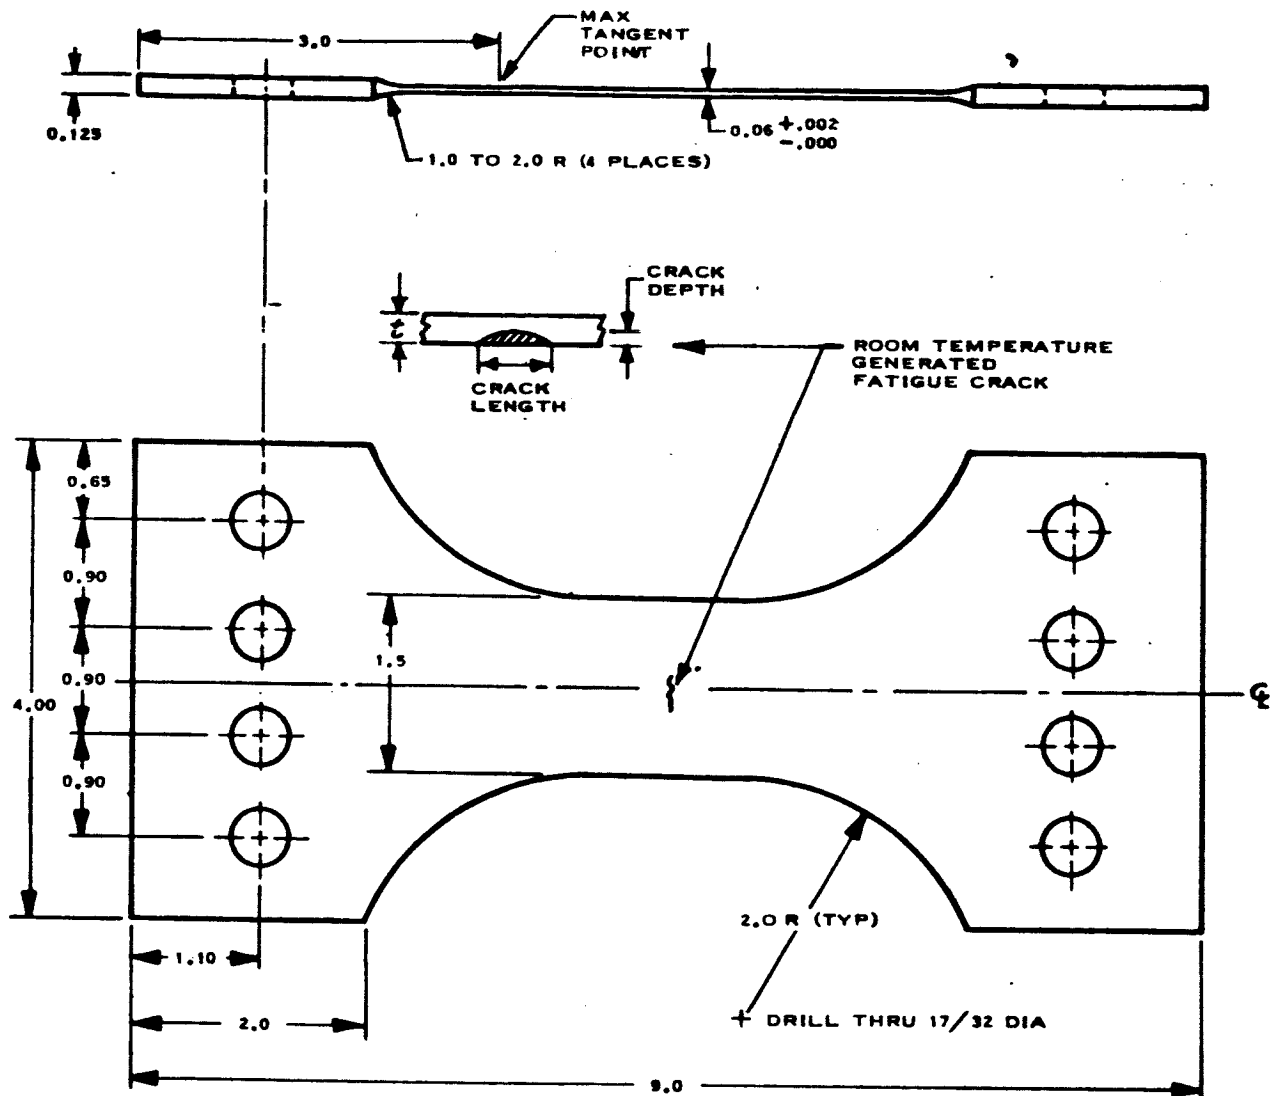 3.0
MAX
TANGENT
POINT
0.125
0.06 +.002
-.000
1.0 TO 2.0 R (4 PLACES)
CRACK
DEPTH
t
CRACK
LENGTH
ROOM TEMPERATURE
GENERATED
FATIGUE CRACK
0.65
0.90
1.5
0.90
4.00
0.90
℄
2.0 R (TYP)
1.10
2.0
+ DRILL THRU 17/32 DIA
9.0